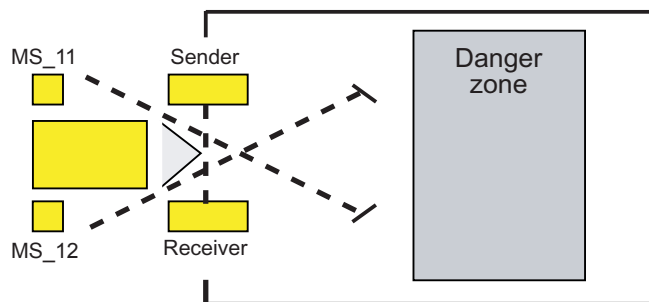 MS_11
Sender
Danger
zone
MS_12
Receiver